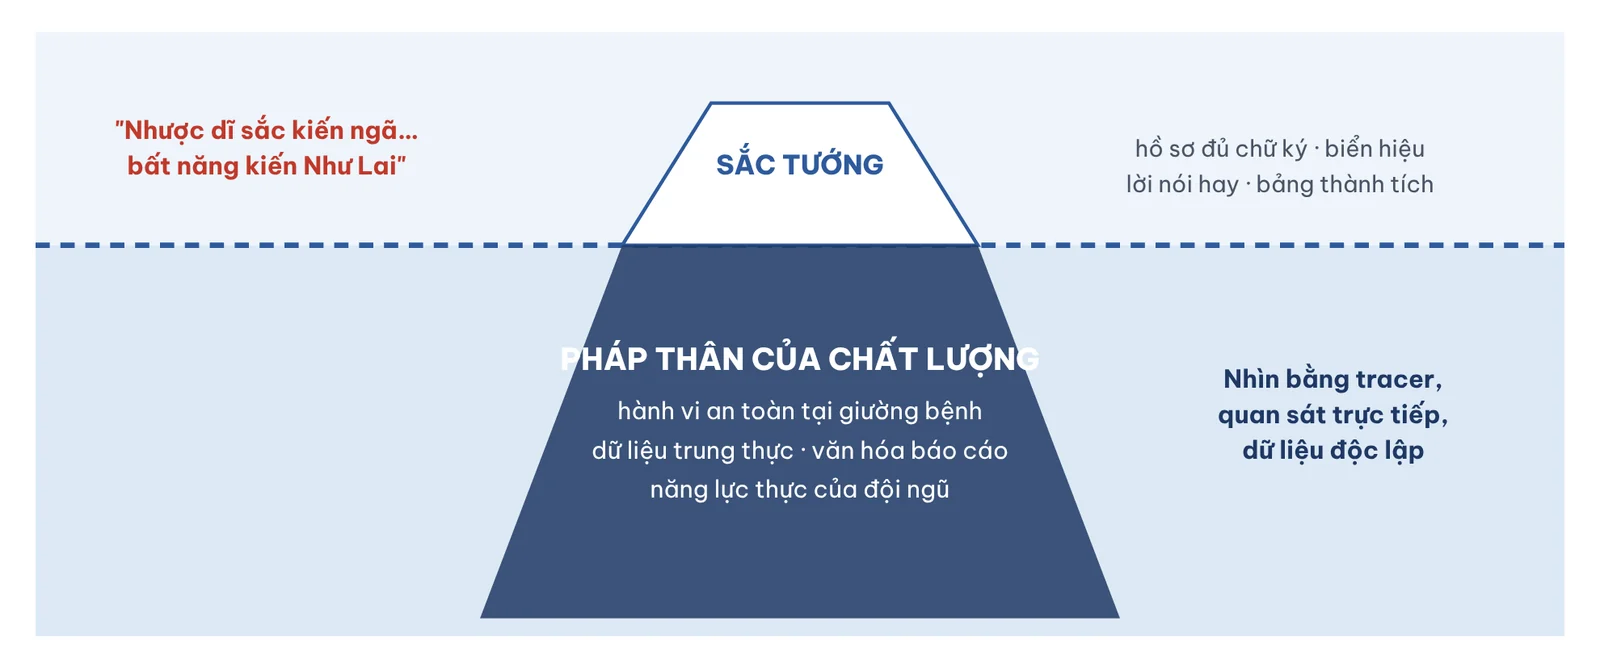 "Nhược dĩ sắc kiến ngã...
bất năng kiến Như Lai"
SẮC TƯỚNG
hồ sơ đủ chữ ký · biển hiệu
lời nói hay · bảng thành tích
PHÁP THÂN CỦA CHẤT LƯỢNG
hành vi an toàn tại giường bệnh
dữ liệu trung thực · văn hóa báo cáo
năng lực thực của đội ngũ
Nhìn bằng tracer,
quan sát trực tiếp,
dữ liệu độc lập